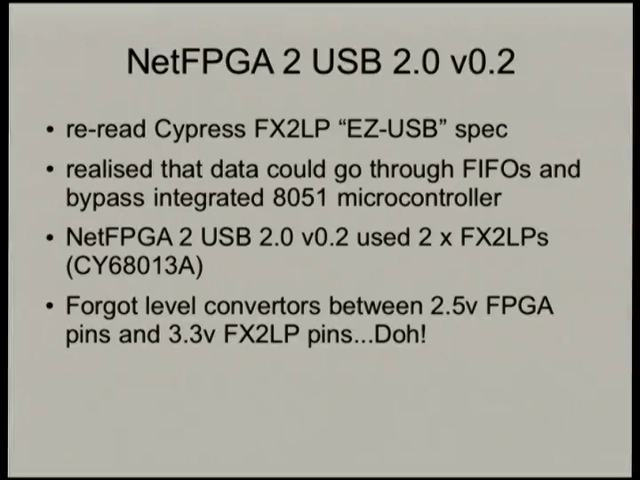 NetFPGA 2 USB 2.0 v0.2
• re-read Cypress FX2LP “EZ-USB” spec
• realised that data could go through FIFOs and
bypass integrated 8051 microcontroller
• NetFPGA 2 USB 2.0 v0.2 used 2 x FX2LPs
(CY68013A)
• Forgot level convertors between 2.5v FPGA
pins and 3.3v FX2LP pins...Doh!